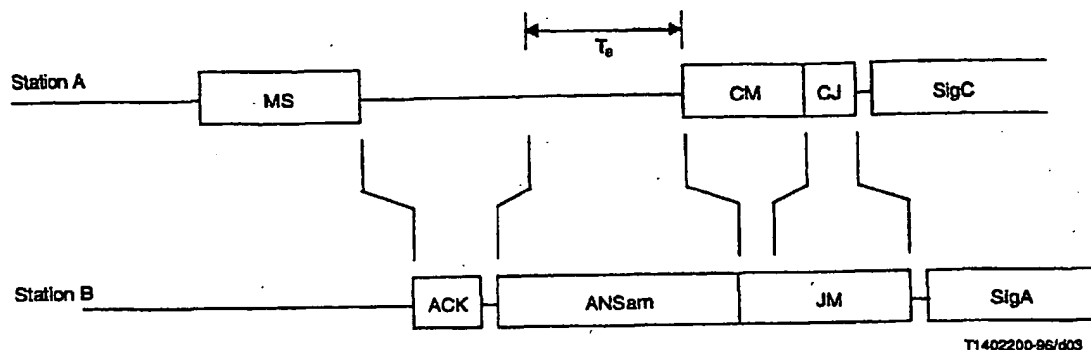 Tₑ
Station A
MS
CM
CJ
SigC
Station B
ACK
ANSam
JM
SigA
T1402200-96/d03